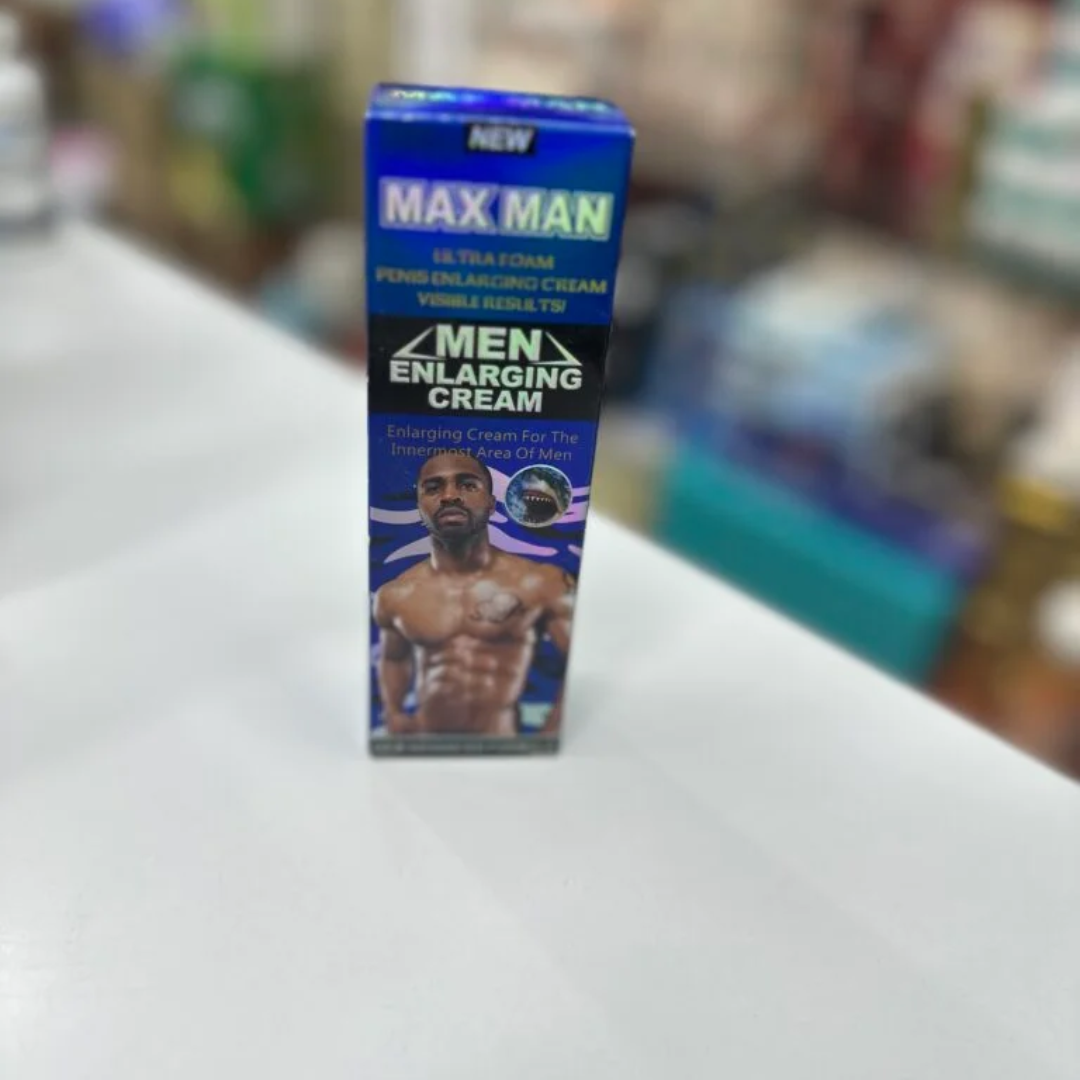 NEW
MAX MAN
ULTRA FOAM
PENIS ENLARGING CREAM
VISIBLE RESULTS!
MEN
ENLARGING
CREAM
Enlarging Cream For The
Innermost Area Of Men